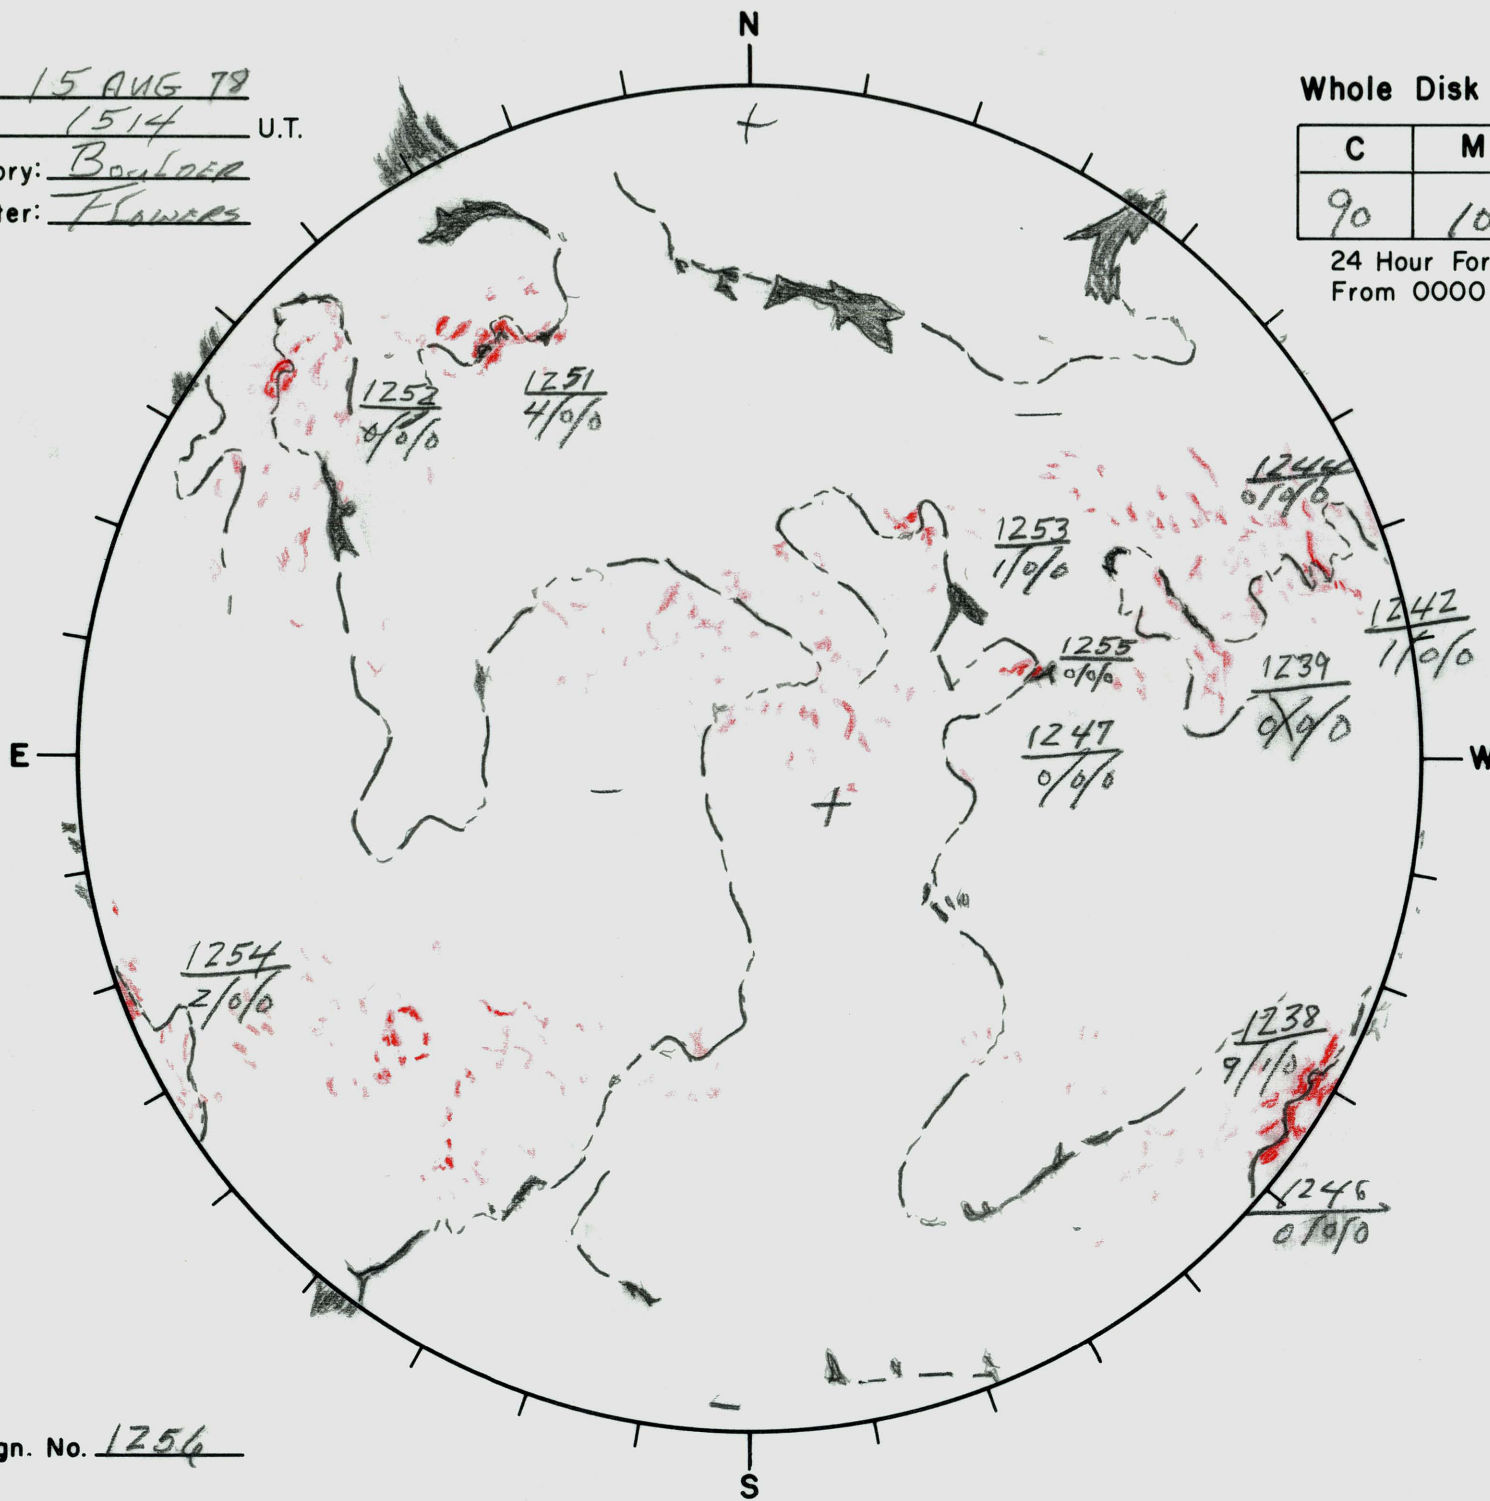 N
15 AUG 78
1514 U.T.
ory: BOULDER
ter: FLOWERS
Whole Disk
C M
90 10
24 Hour For
From 0000
+
1252
0/0/0
1251
4/0/0
—
1244
0/0/0
1253
1/0/0
1242
1/0/0
1255
0/0/0
1239
0/0/0
1247
0/0/0
E
W
—
+
1254
2/0/0
1238
9/1/0
1246
0/0/0
—
gn. No. 1256
S